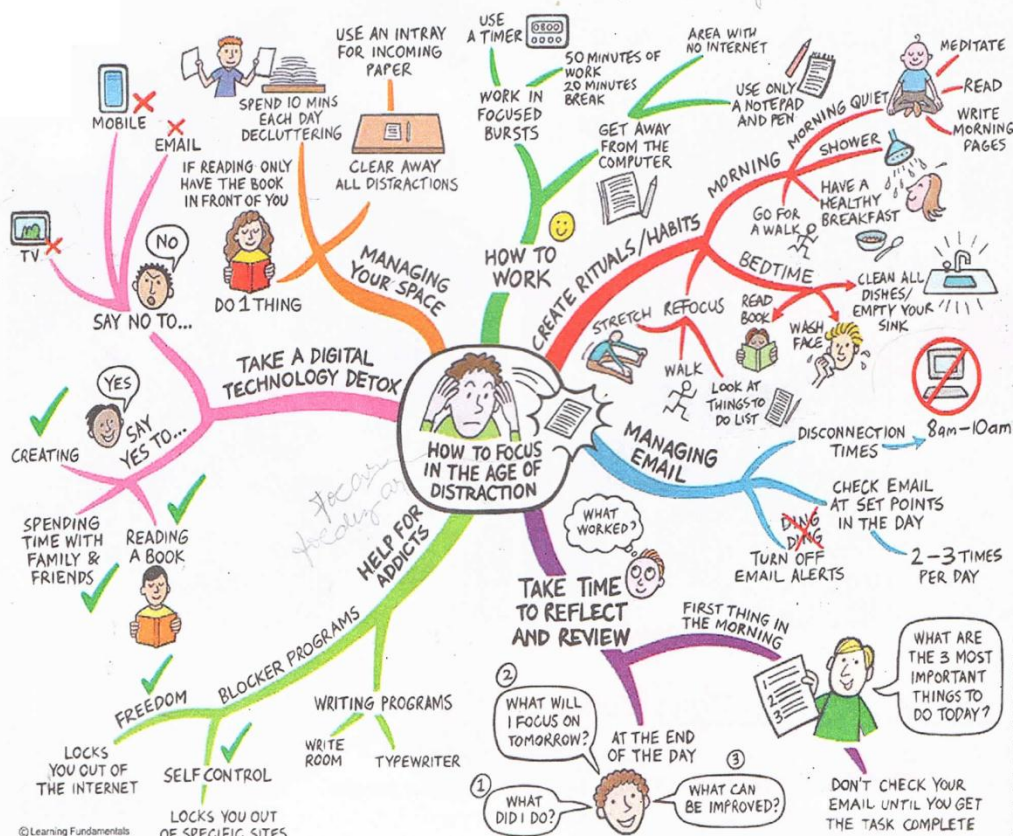 HOW TO FOCUS
IN THE AGE OF
DISTRACTION
HOW TO
WORK
WORK IN
FOCUSED
BURSTS
USE
A TIMER
0800
50 MINUTES OF
WORK
20 MINUTES
BREAK
GET AWAY
FROM THE
COMPUTER
AREA WITH
NO INTERNET
USE ONLY
A NOTEPAD
AND PEN
CREATE RITUALS/HABITS
MORNING
MORNING QUIET
MEDITATE
READ
WRITE
MORNING
PAGES
SHOWER
HAVE A
HEALTHY
BREAKFAST
GO FOR
A WALK
BEDTIME
CLEAN ALL
DISHES/
EMPTY YOUR
SINK
READ
BOOK
WASH
FACE
REFOCUS
STRETCH
WALK
LOOK AT
THINGS TO
DO LIST
MANAGING
EMAIL
DISCONNECTION
TIMES
8am-10am
CHECK EMAIL
AT SET POINTS
IN THE DAY
2-3 TIMES
PER DAY
DING
DING
TURN OFF
EMAIL ALERTS
TAKE TIME
TO REFLECT
AND REVIEW
WHAT
WORKED?
FIRST THING IN
THE MORNING
1
2
3
WHAT ARE
THE 3 MOST
IMPORTANT
THINGS TO
DO TODAY?
DON'T CHECK YOUR
EMAIL UNTIL YOU GET
THE TASK COMPLETE
AT THE END
OF THE DAY
1
WHAT
DID I DO?
2
WHAT WILL
I FOCUS ON
TOMORROW?
3
WHAT CAN
BE IMPROVED?
HELP FOR
ADDICTS
BLOCKER PROGRAMS
FREEDOM
LOCKS
YOU OUT OF
THE INTERNET
SELF CONTROL
LOCKS YOU OUT
OF SPECIFIC SITES
WRITING PROGRAMS
WRITE
ROOM
TYPEWRITER
TAKE A DIGITAL
TECHNOLOGY DETOX
SAY NO TO...
NO
TV
MOBILE
EMAIL
SAY
YES TO...
YES
CREATING
SPENDING
TIME WITH
FAMILY &
FRIENDS
READING
A BOOK
MANAGING
YOUR SPACE
SPEND 10 MINS
EACH DAY
DECLUTTERING
USE AN INTRAY
FOR INCOMING
PAPER
CLEAR AWAY
ALL DISTRACTIONS
IF READING ONLY
HAVE THE BOOK
IN FRONT OF YOU
DO 1 THING
©Learning Fundamentals